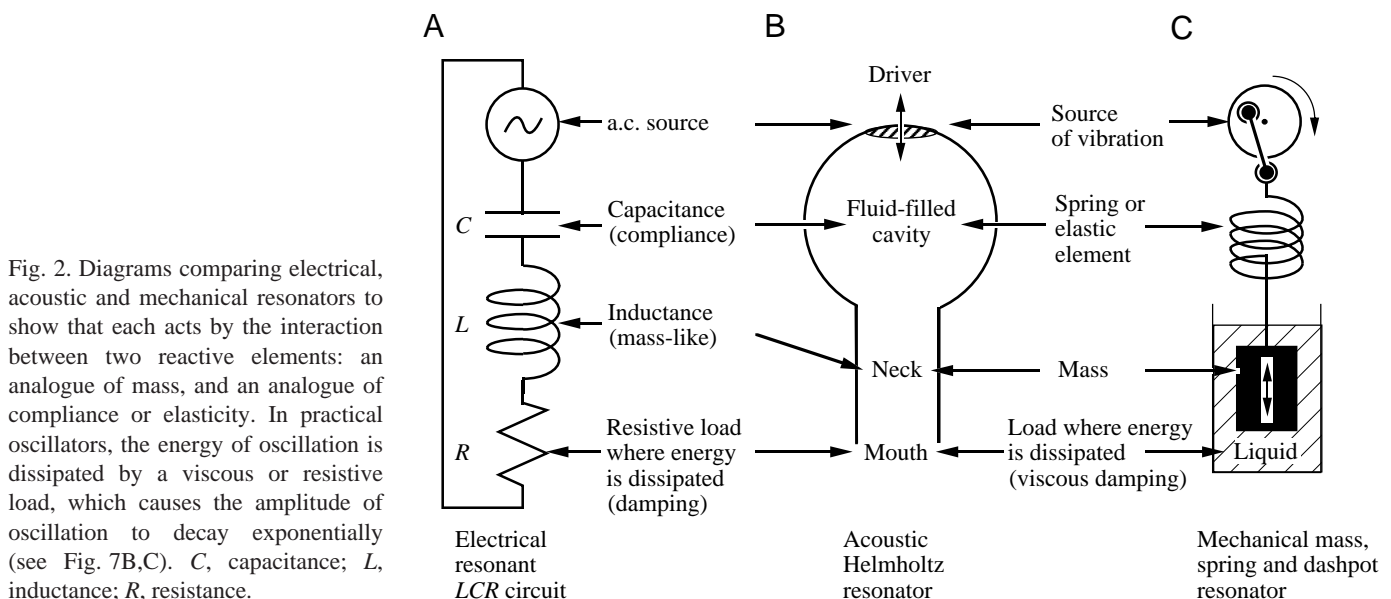 Fig. 2. Diagrams comparing electrical,
acoustic and mechanical resonators to
show that each acts by the interaction
between two reactive elements: an
analogue of mass, and an analogue of
compliance or elasticity. In practical
oscillators, the energy of oscillation is
dissipated by a viscous or resistive
load, which causes the amplitude of
oscillation to decay exponentially
(see Fig. 7B,C). C, capacitance; L,
inductance; R, resistance.
A
a.c. source
C
Capacitance
(compliance)
L
Inductance
(mass-like)
R
Resistive load
where energy
is dissipated
(damping)
Electrical
resonant
LCR circuit
B
Driver
Fluid-filled
cavity
Neck
Mouth
Acoustic
Helmholtz
resonator
Source
of vibration
Spring or
elastic
element
Mass
Load where energy
is dissipated
(viscous damping)
C
Liquid
Mechanical mass,
spring and dashpot
resonator